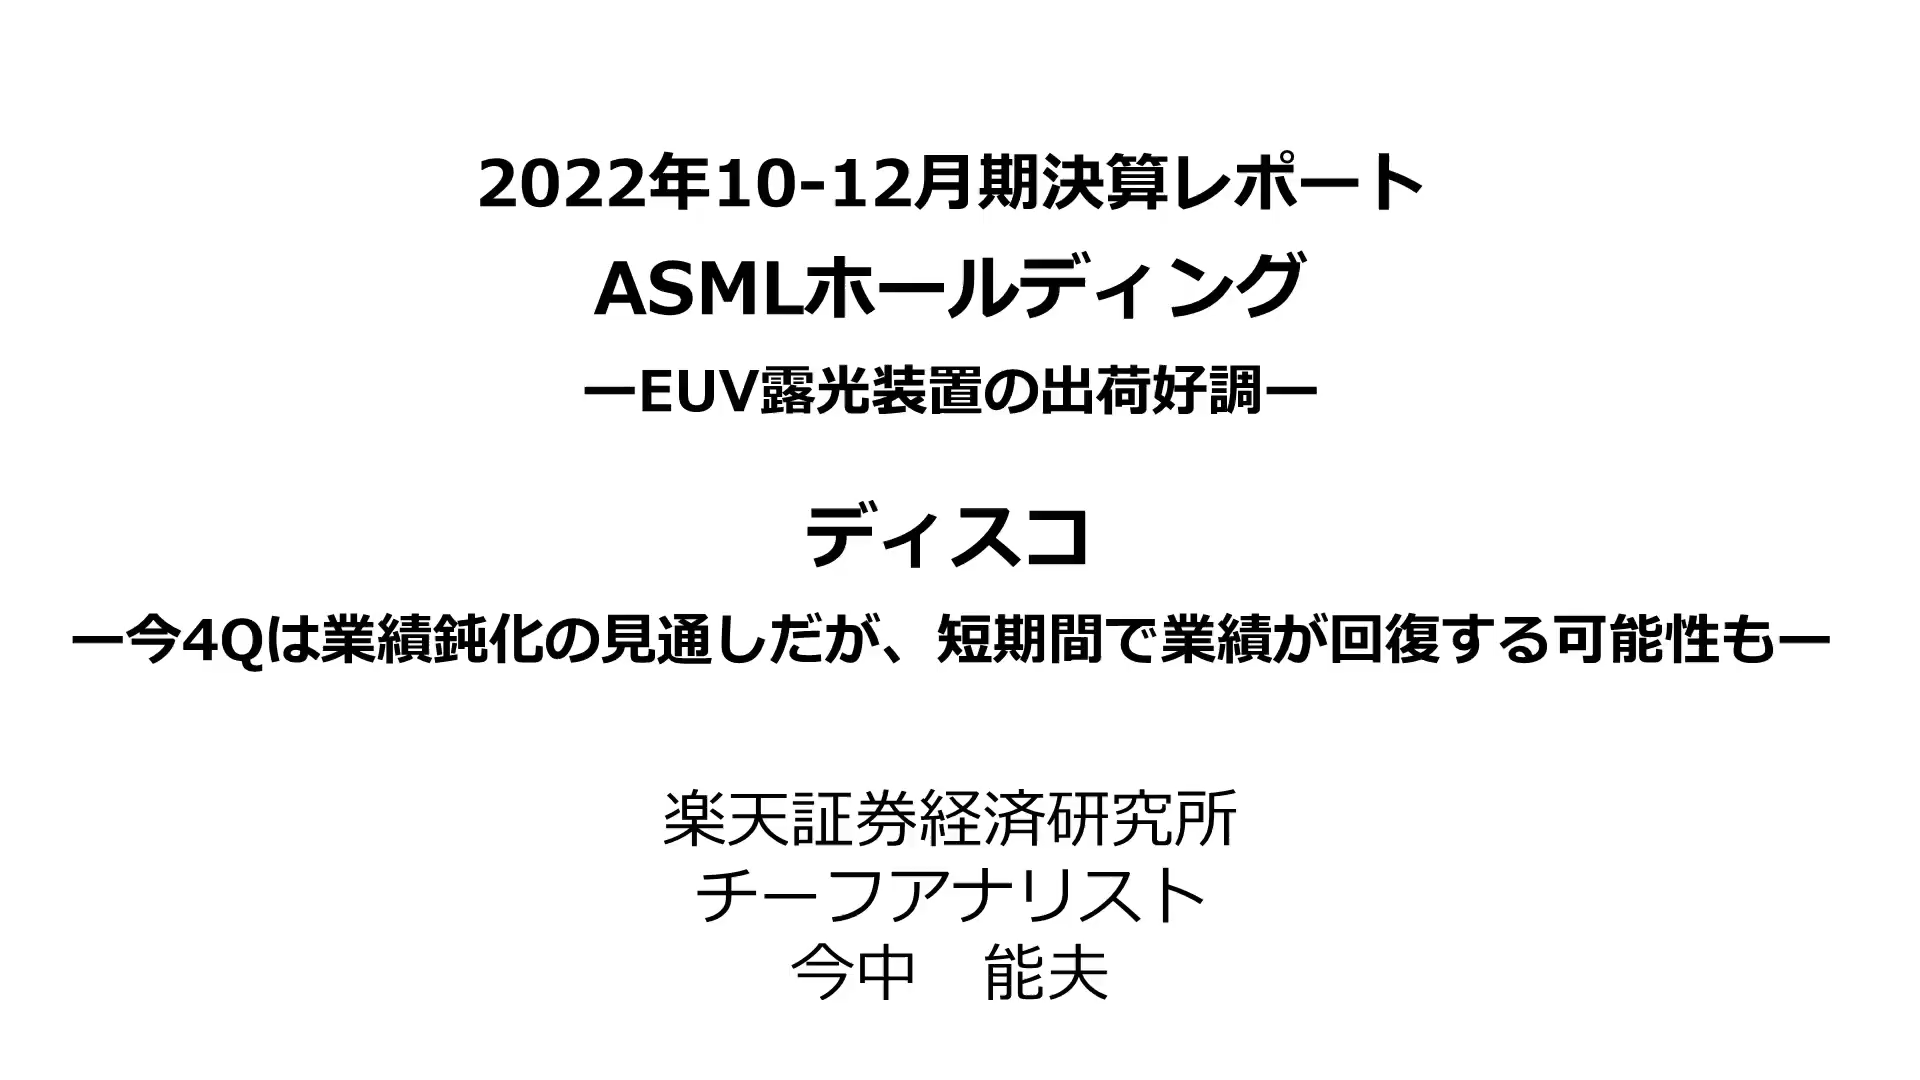 2022年10-12月期決算レポート
ASMLホールディング
ーEUV露光装置の出荷好調ー
ディスコ
ー今4Qは業績鈍化の見通しだが、短期間で業績が回復する可能性もー
楽天証券経済研究所
チーフアナリスト
今中　能夫